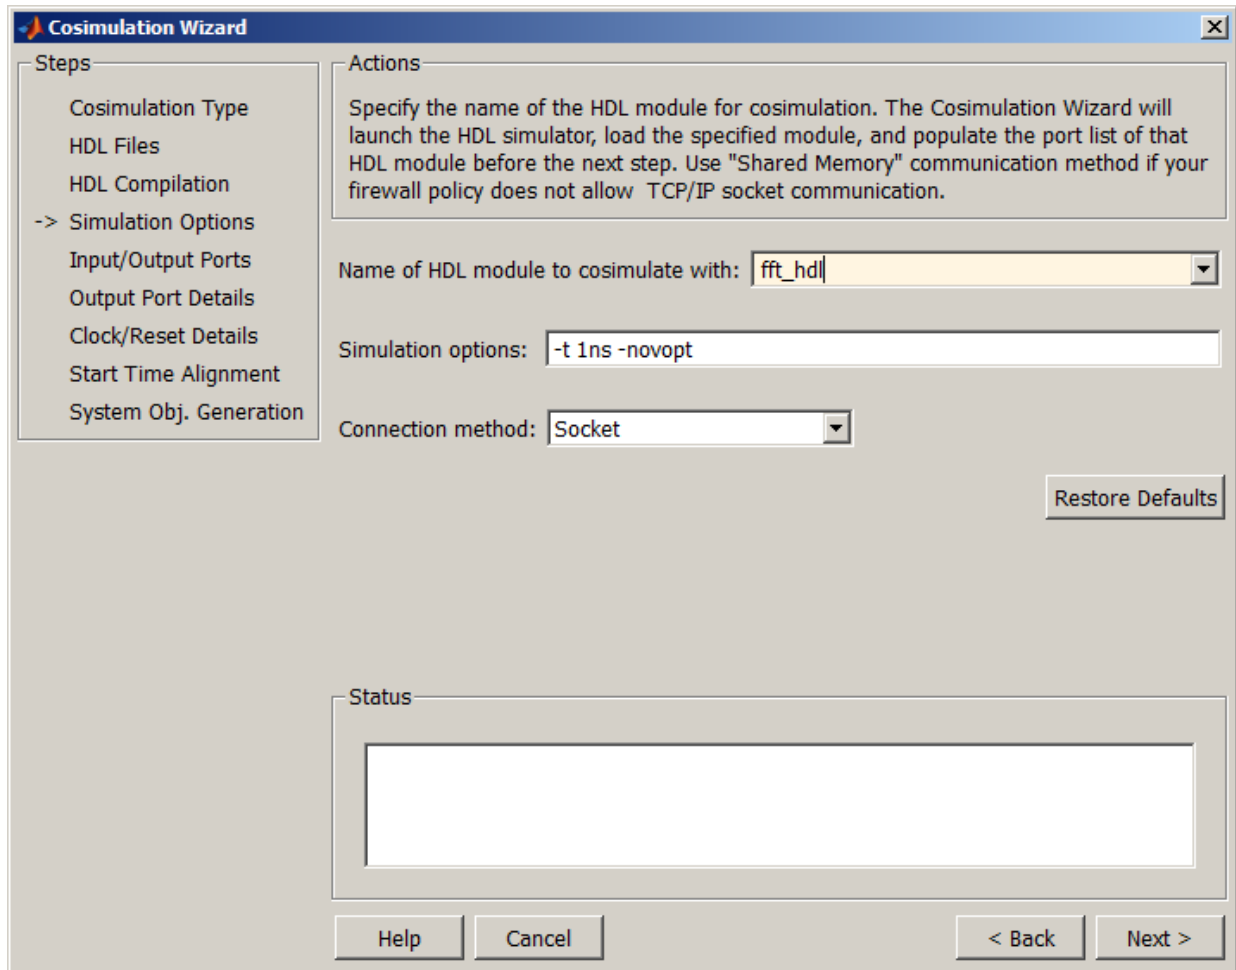 Cosimulation Wizard
Steps
Cosimulation Type
HDL Files
HDL Compilation
-> Simulation Options
Input/Output Ports
Output Port Details
Clock/Reset Details
Start Time Alignment
System Obj. Generation
Actions
Specify the name of the HDL module for cosimulation. The Cosimulation Wizard will
launch the HDL simulator, load the specified module, and populate the port list of that
HDL module before the next step. Use "Shared Memory" communication method if your
firewall policy does not allow  TCP/IP socket communication.
Name of HDL module to cosimulate with: fft_hdl
Simulation options: -t 1ns -novopt
Connection method: Socket
Restore Defaults
Status
Help Cancel < Back Next >